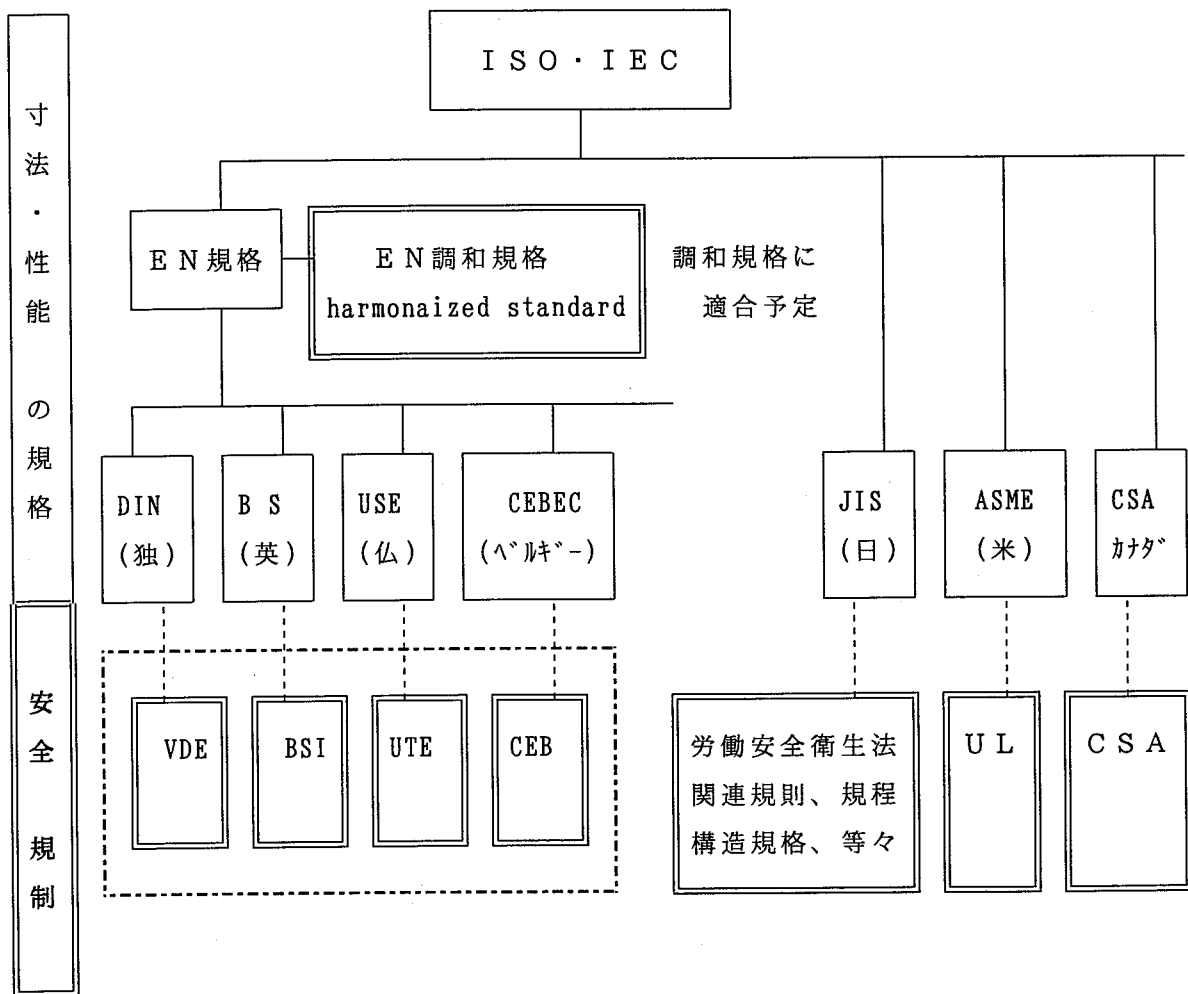 寸法・性能 の規格
ISO・IEC
EN規格
EN調和規格
harmonaized standard
調和規格に
適合予定
DIN
(独)
BS
(英)
USE
(仏)
CEBEC
(ﾍﾞﾙｷﾞｰ)
JIS
(日)
ASME
(米)
CSA
ｶﾅﾀﾞ
安全 規制
VDE
BSI
UTE
CEB
労働安全衛生法
関連規則、規程
構造規格、等々
UL
CSA